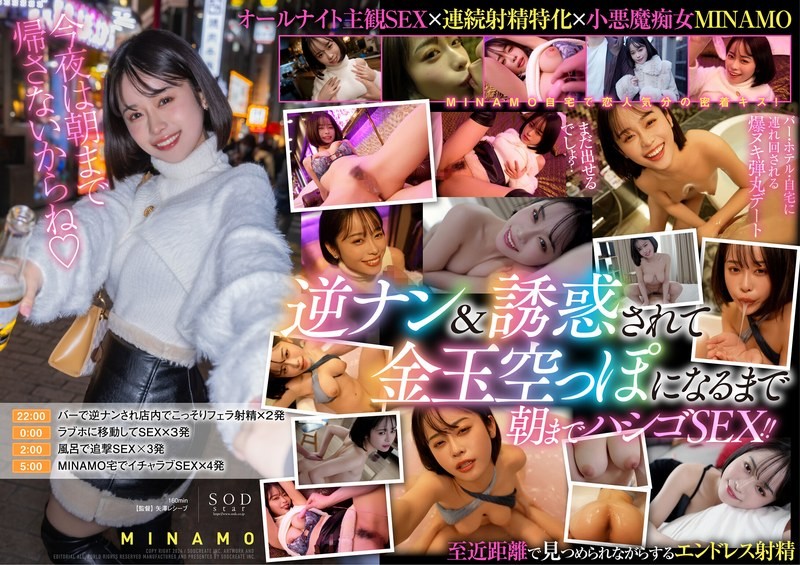 オールナイト主観SEX×連続射精特化×小悪魔痴女MINAMO
今夜は朝まで
帰さないからね♡
MINAMO自宅で恋人気分の密着キス!
まだ出せる
でしょ?
バー・ホテル・自宅に
連れ回される
爆ヌキ弾丸デート
逆ナン&誘惑されて
金玉空っぽになるまで
朝までハシゴSEX!!
22:00 バーで逆ナンされ店内でこっそりフェラ射精×2発
0:00 ラブホに移動してSEX×3発
2:00 風呂で追撃SEX×3発
5:00 MINAMO宅でイチャラブSEX×4発
160min
【監督】矢澤レシーブ
SOD
star
MINAMO
至近距離で見つめられながらするエンドレス射精